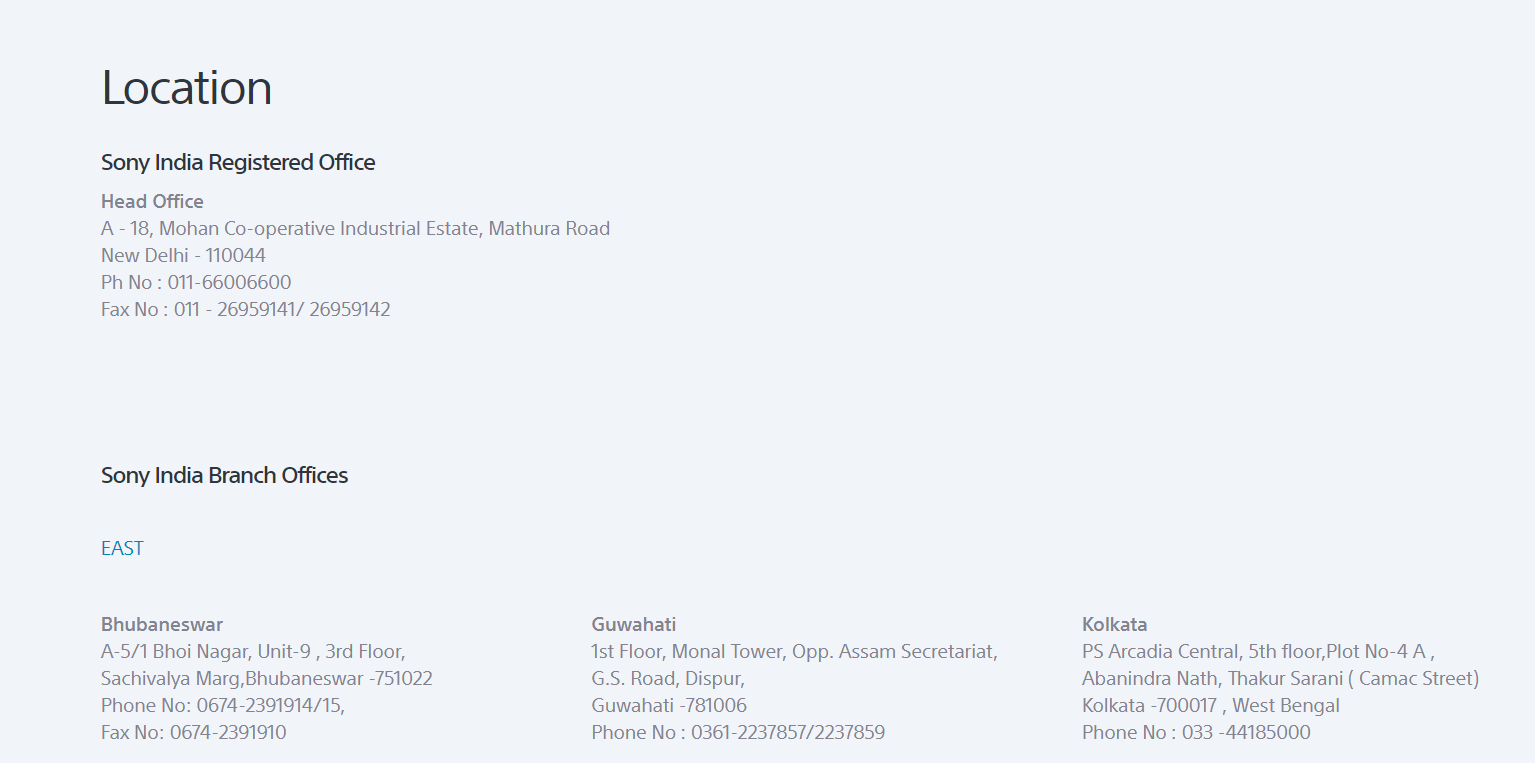 Location
Sony India Registered Office
Head Office
A - 18, Mohan Co-operative Industrial Estate, Mathura Road
New Delhi - 110044
Ph No : 011-66006600
Fax No : 011 - 26959141/ 26959142
Sony India Branch Offices
EAST
Bhubaneswar
A-5/1 Bhoi Nagar, Unit-9 , 3rd Floor,
Sachivalya Marg,Bhubaneswar -751022
Phone No: 0674-2391914/15,
Fax No: 0674-2391910
Guwahati
1st Floor, Monal Tower, Opp. Assam Secretariat,
G.S. Road, Dispur,
Guwahati -781006
Phone No : 0361-2237857/2237859
Kolkata
PS Arcadia Central, 5th floor,Plot No-4 A ,
Abanindra Nath, Thakur Sarani ( Camac Street)
Kolkata -700017 , West Bengal
Phone No : 033 -44185000